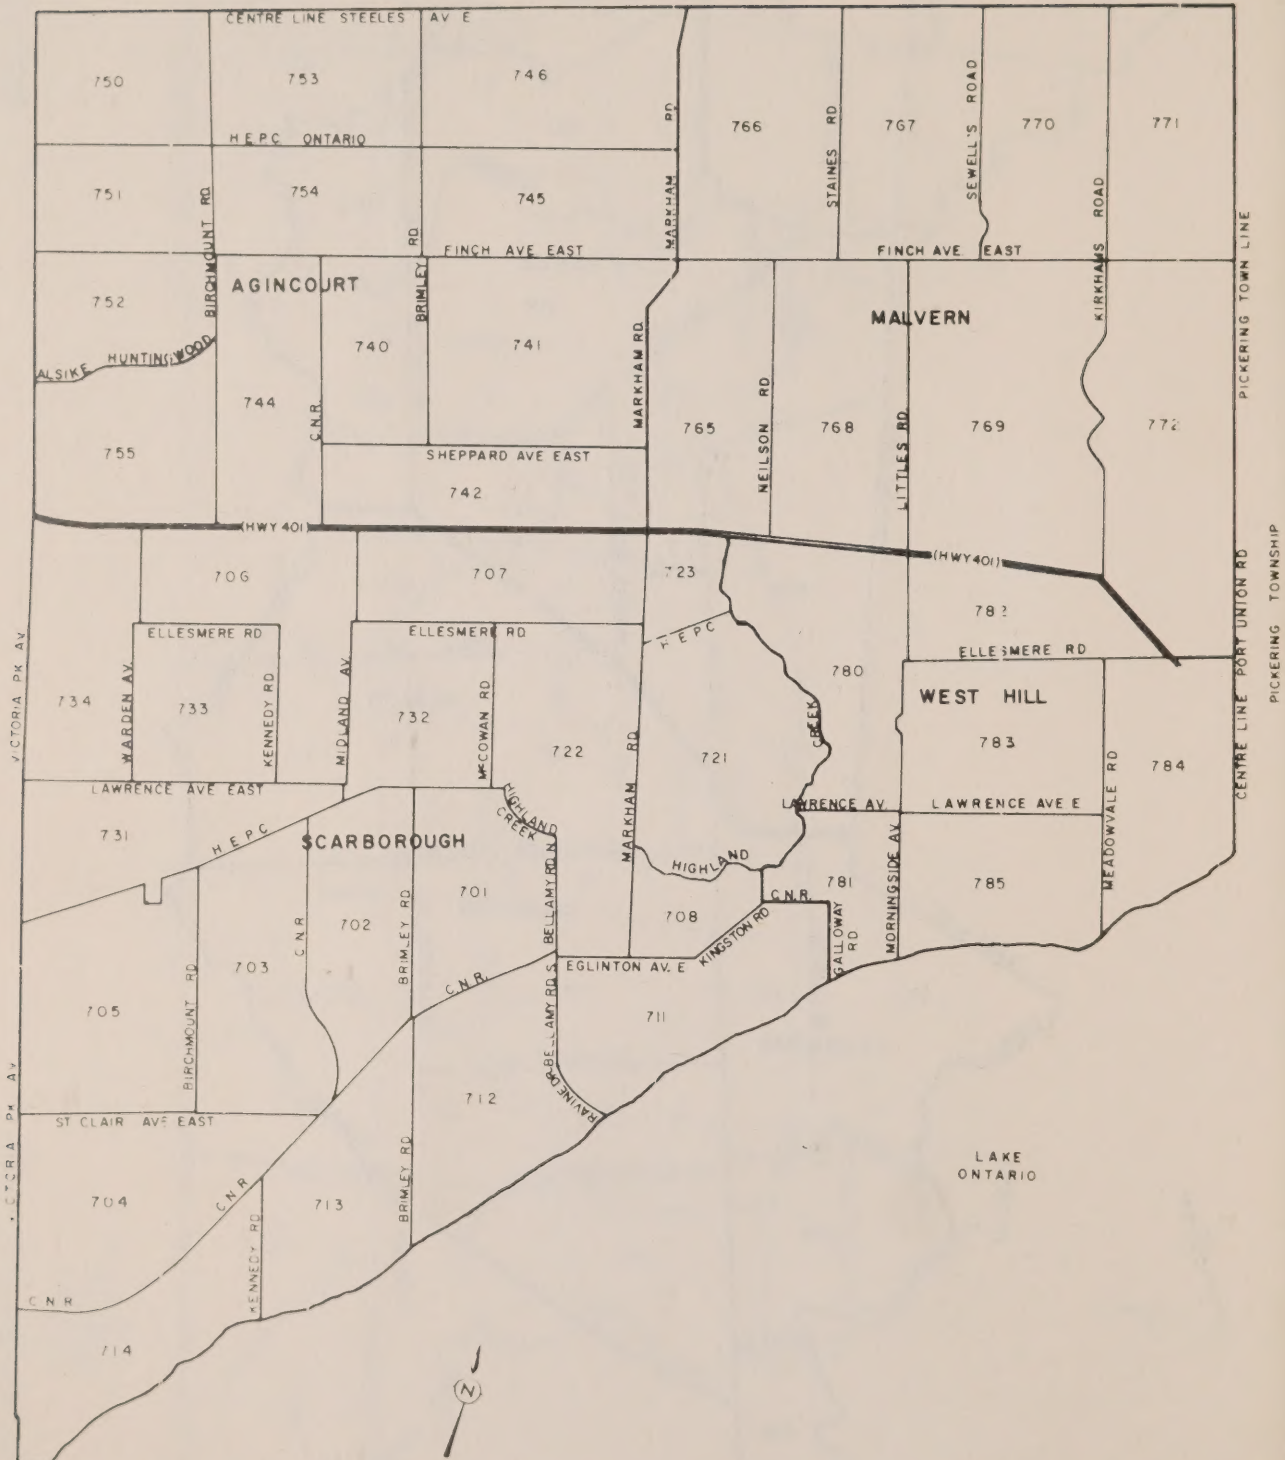 CENTRE LINE STEELES AV E
750
753
746
766
STAINES RD
767
SEWELL'S ROAD
770
771
H.E.P.C. ONTARIO
MARKHAM RD
751
BIRCHMOUNT RD
754
BRIMLEY RD
745
KIRKHAMS ROAD
PICKERING TOWN LINE
FINCH AVE EAST
FINCH AVE. EAST
752
AGINCOURT
MALVERN
ALSIKE HUNTINGWOOD
740
741
MARKHAM RD.
744
C.N.R.
765
NEILSON RD
768
LITTLES RD
769
772
755
SHEPPARD AVE EAST
742
(HWY 401)
(HWY 401)
706
707
723
782
CENTRE LINE PORT UNION RD
PICKERING TOWNSHIP
ELLESMERE RD
ELLESMERE RD
H E P C
ELLESMERE RD
VICTORIA PK AV
734
WARDEN AV.
733
KENNEDY RD
MIDLAND AV.
732
McCOWAN RD
722
MARKHAM RD
721
CREEK
780
WEST HILL
783
MEADOWVALE RD
784
LAWRENCE AVE EAST
HIGHLAND CREEK
LAWRENCE AV.
LAWRENCE AVE E
731
H E P C
SCARBOROUGH
HIGHLAND
701
BELLAMY RD N
708
C.N.R.
781
MORNINGSIDE AV
785
702
C N R
BRIMLEY RD
703
KINGSTON RD
GALLOWAY RD
EGLINTON AV. E
C.N.R.
705
BIRCHMOUNT RD
BELLAMY RD S
711
RAVINE DR
712
ST CLAIR AVE EAST
704
C N R
713
BRIMLEY RD
KENNEDY RD
C N R
714
LAKE
ONTARIO
N